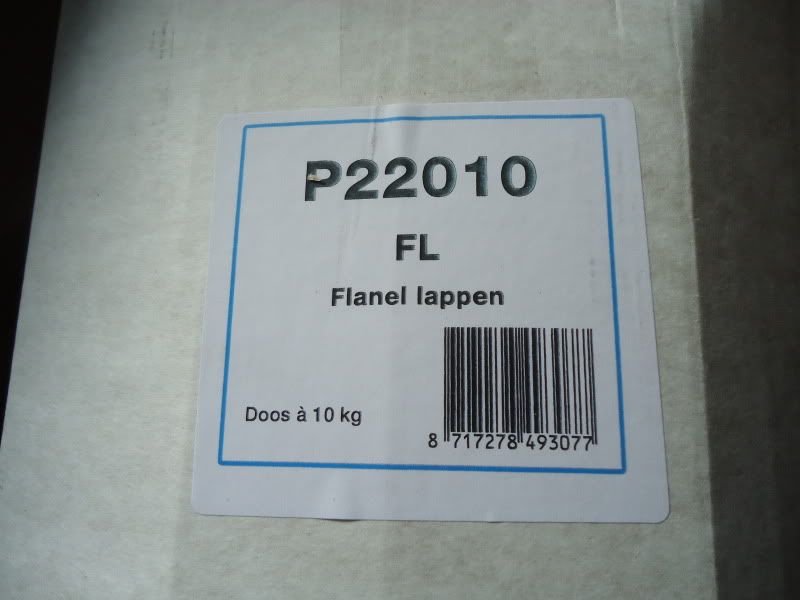 P22010
FL
Flanel lappen
Doos à 10 kg
8 717278 493077